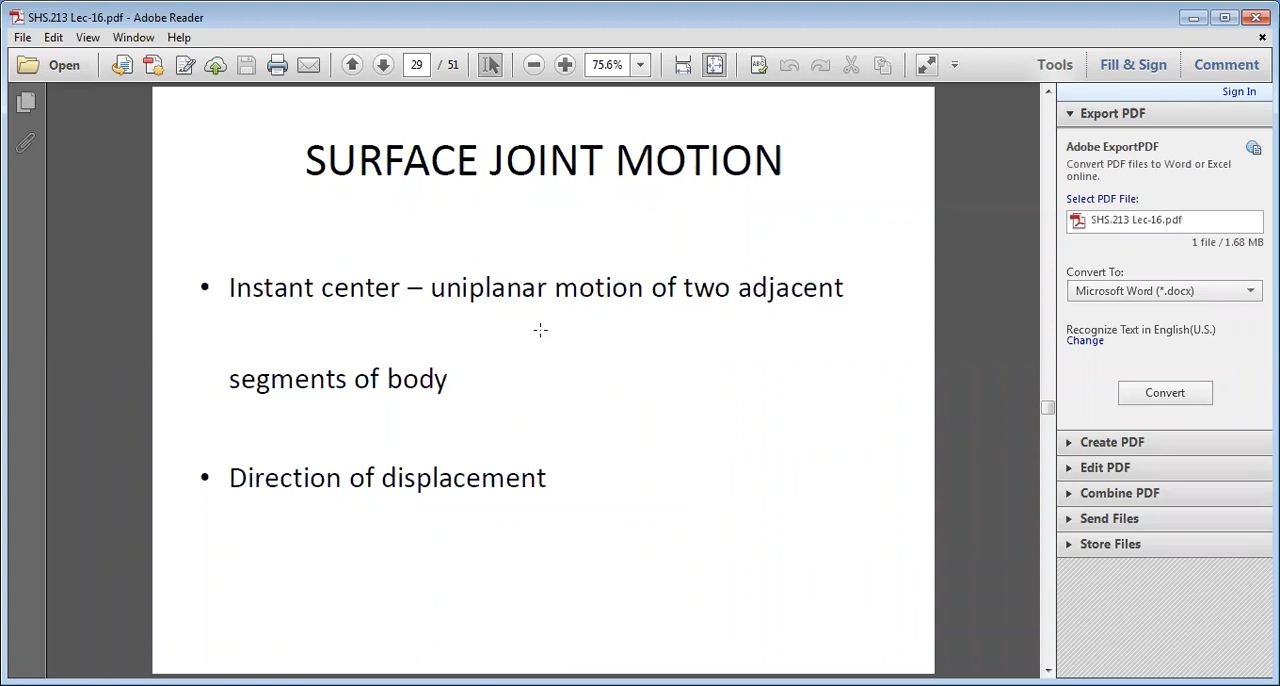 SHS.213 Lec-16.pdf - Adobe Reader
File Edit View Window Help
Open 29 / 51 75.6% Tools Fill & Sign Comment
Sign In
Export PDF
Adobe ExportPDF
Convert PDF files to Word or Excel
online.
Select PDF File:
SHS.213 Lec-16.pdf
1 file / 1.68 MB
Convert To:
Microsoft Word (*.docx)
Recognize Text in English(U.S.)
Change
Convert
Create PDF
Edit PDF
Combine PDF
Send Files
Store Files
SURFACE JOINT MOTION
• Instant center – uniplanar motion of two adjacent
segments of body
• Direction of displacement